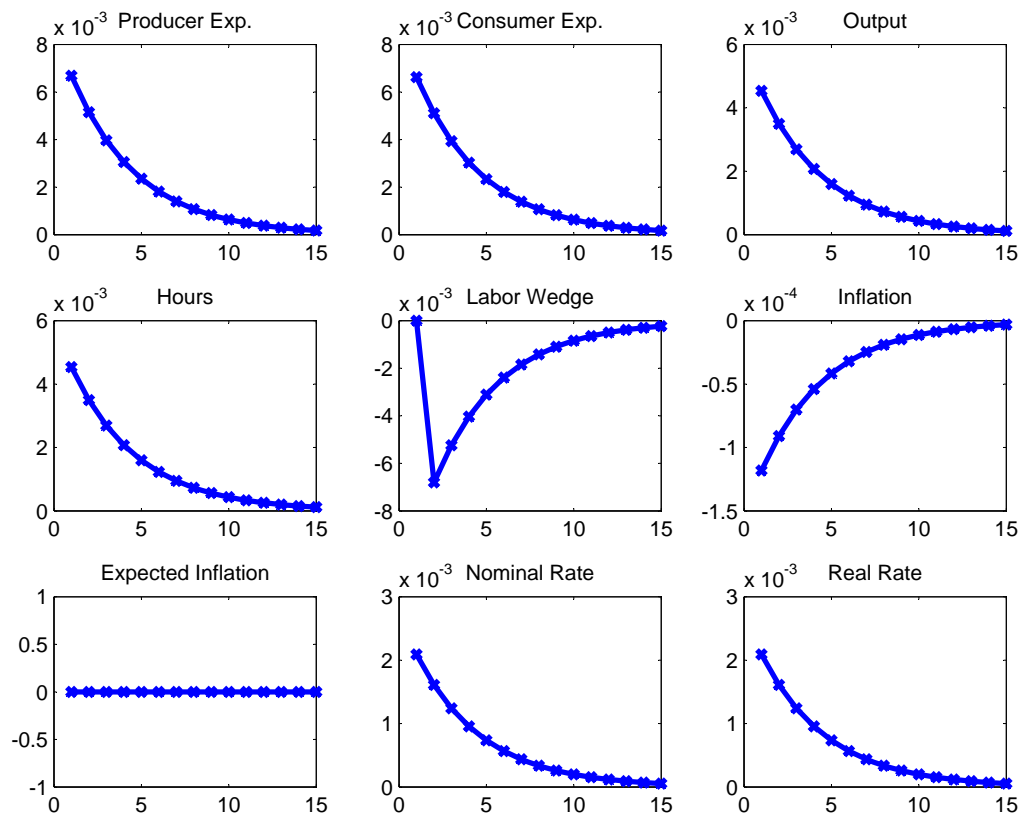 x 10-3 Producer Exp.
8
6
4
2
0
0 5 10 15
x 10-3 Consumer Exp.
8
6
4
2
0
0 5 10 15
x 10-3 Output
6
4
2
0
0 5 10 15
x 10-3 Hours
6
4
2
0
0 5 10 15
x 10-3 Labor Wedge
0
-2
-4
-6
-8
0 5 10 15
x 10-4 Inflation
0
-0.5
-1
-1.5
0 5 10 15
Expected Inflation
1
0.5
0
-0.5
-1
0 5 10 15
x 10-3 Nominal Rate
3
2
1
0
0 5 10 15
x 10-3 Real Rate
3
2
1
0
0 5 10 15